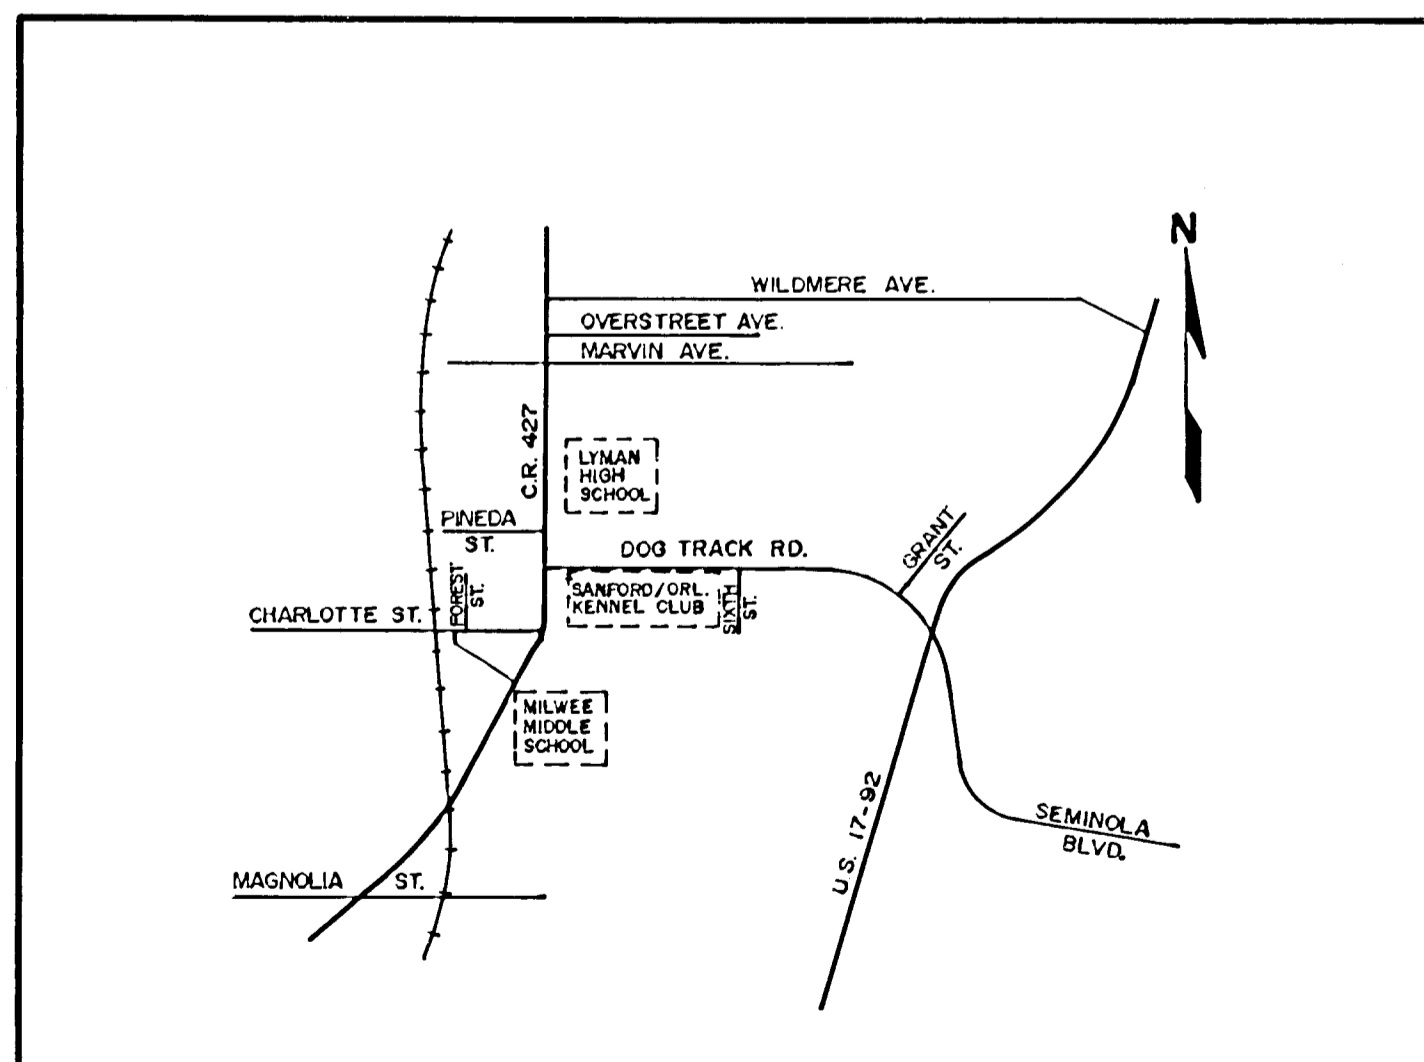 N
WILDMERE AVE.
OVERSTREET AVE.
MARVIN AVE.
C.R. 427
LYMAN
HIGH
SCHOOL
PINEDA
ST.
DOG TRACK RD.
GRANT
ST.
FOREST
ST.
SANFORD/ORL.
KENNEL CLUB
SIXTH
ST.
CHARLOTTE ST.
MILWEE
MIDDLE
SCHOOL
U.S. 17-92
SEMINOLA
BLVD.
MAGNOLIA ST.